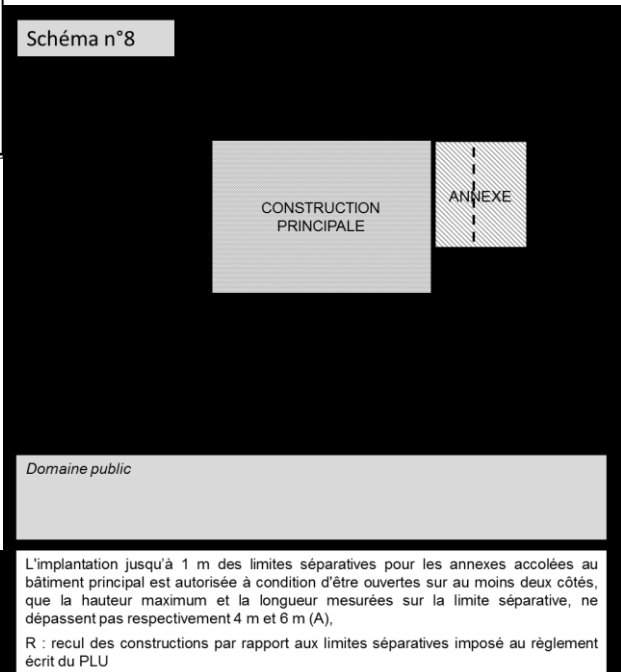 Schéma n°8
CONSTRUCTION
PRINCIPALE
ANNEXE
Domaine public
L'implantation jusqu'à 1 m des limites séparatives pour les annexes accolées au
bâtiment principal est autorisée à condition d'être ouvertes sur au moins deux côtés,
que la hauteur maximum et la longueur mesurées sur la limite séparative, ne
dépassent pas respectivement 4 m et 6 m (A),
R : recul des constructions par rapport aux limites séparatives imposé au règlement
écrit du PLU